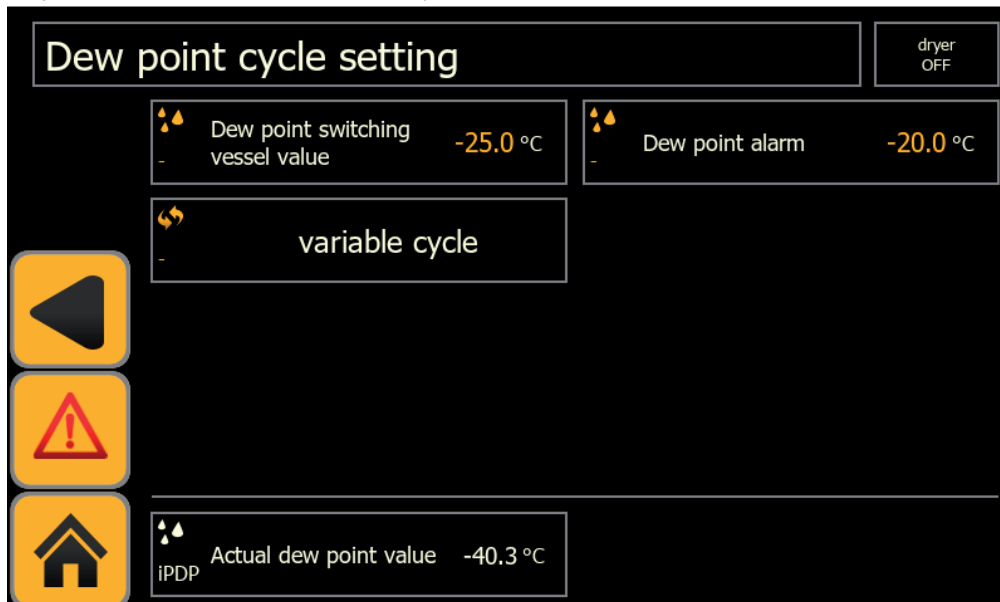 Dew point cycle setting
dryer
OFF
Dew point switching
vessel value
-25.0 °C
-
Dew point alarm
-20.0 °C
-
variable cycle
-
Actual dew point value
-40.3 °C
iPDP